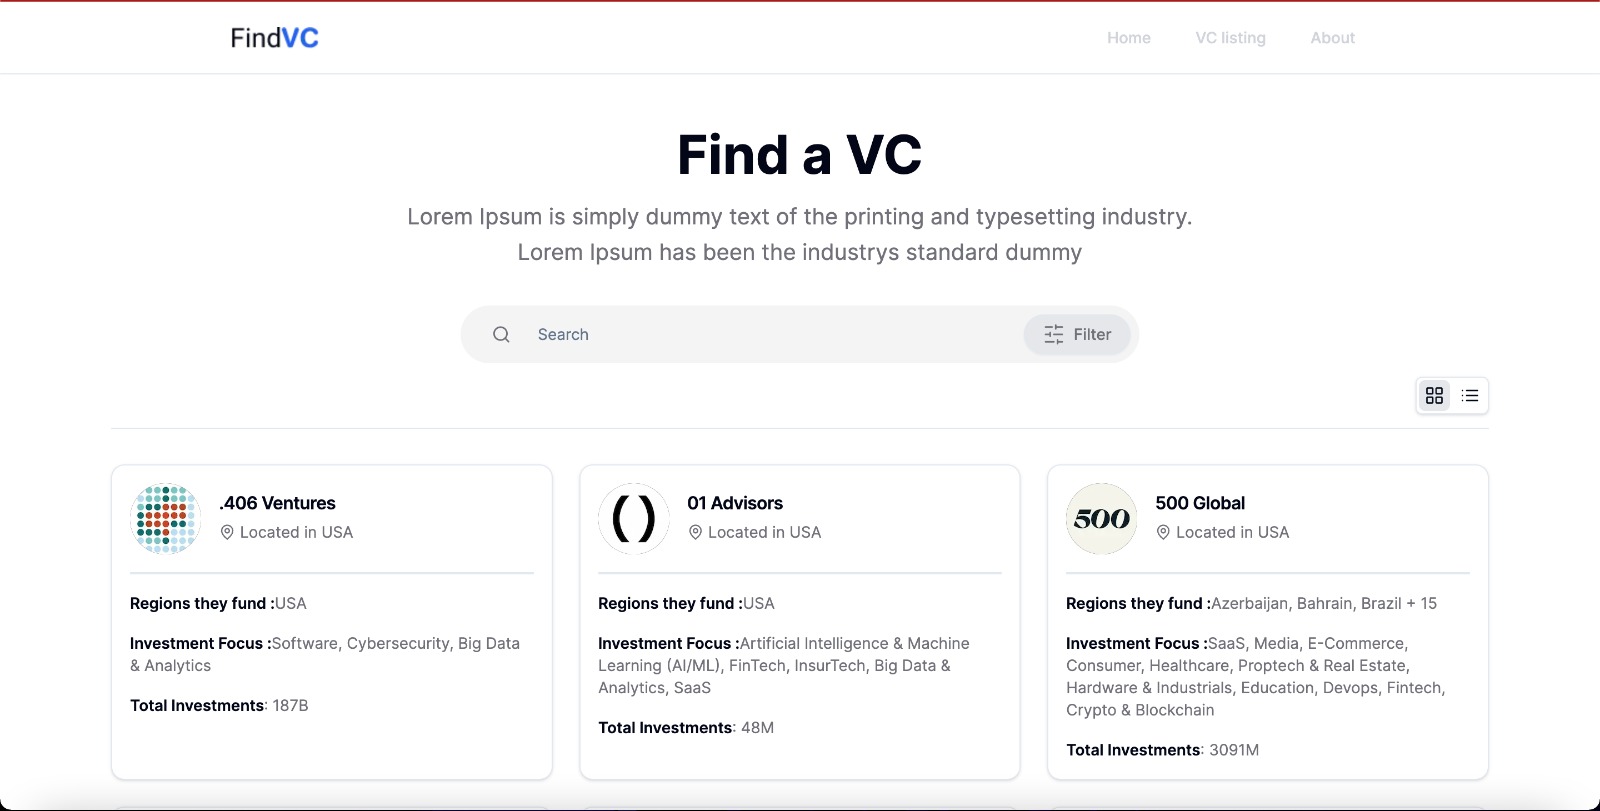 FindVC
Home VC listing About
Find a VC
Lorem Ipsum is simply dummy text of the printing and typesetting industry.
Lorem Ipsum has been the industrys standard dummy
Search
Filter
.406 Ventures
Located in USA
Regions they fund :USA
Investment Focus :Software, Cybersecurity, Big Data
& Analytics
Total Investments: 187B
()
01 Advisors
Located in USA
Regions they fund :USA
Investment Focus :Artificial Intelligence & Machine
Learning (AI/ML), FinTech, InsurTech, Big Data &
Analytics, SaaS
Total Investments: 48M
500
500 Global
Located in USA
Regions they fund :Azerbaijan, Bahrain, Brazil + 15
Investment Focus :SaaS, Media, E-Commerce,
Consumer, Healthcare, Proptech & Real Estate,
Hardware & Industrials, Education, Devops, Fintech,
Crypto & Blockchain
Total Investments: 3091M